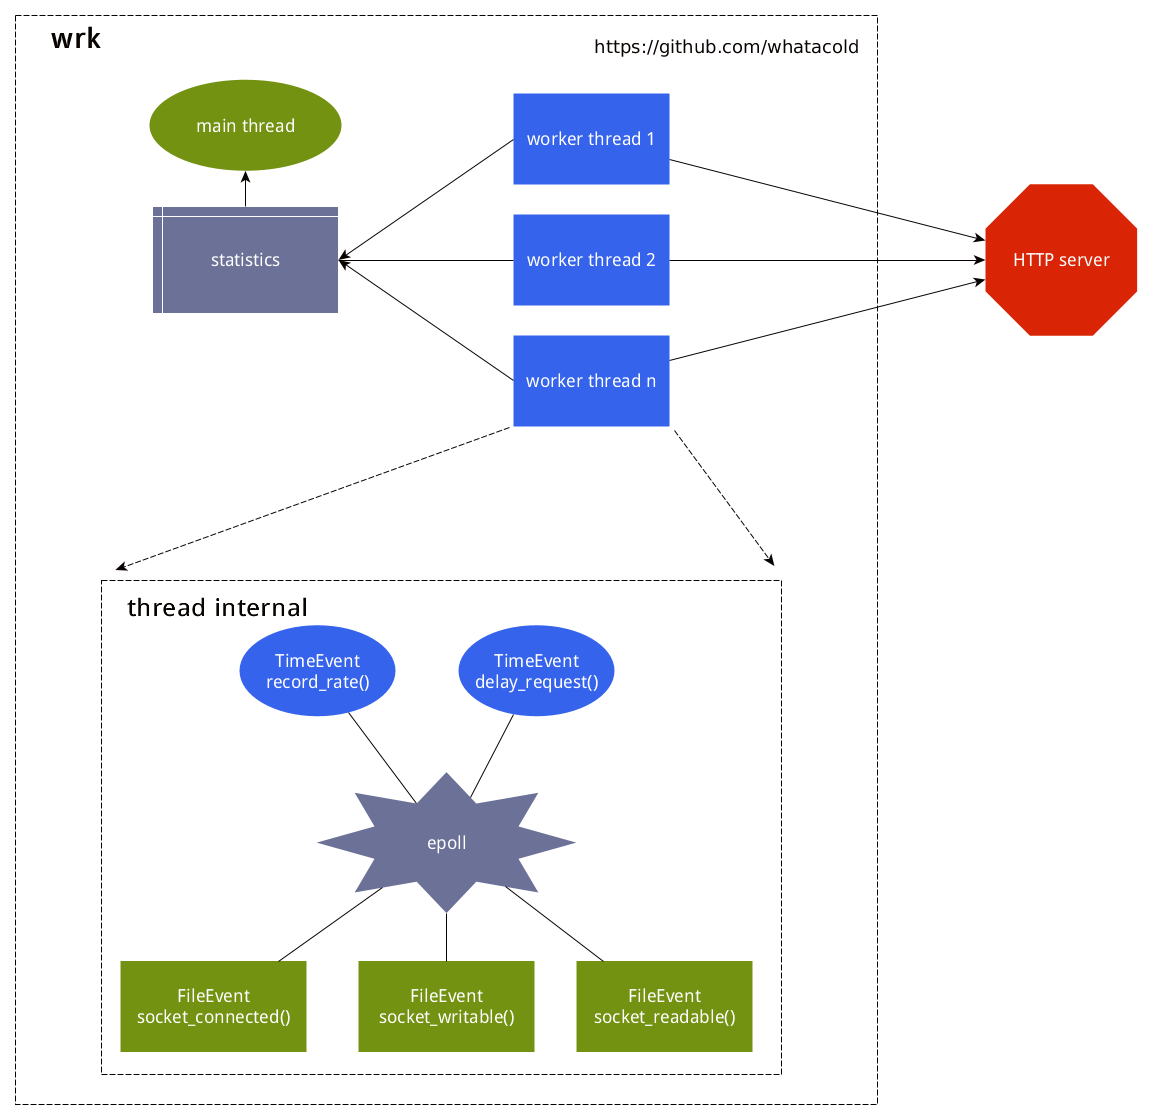 wrk
https://github.com/whatacold
main thread
worker thread 1
statistics
worker thread 2
HTTP server
worker thread n
thread internal
TimeEvent
record_rate()
TimeEvent
delay_request()
epoll
FileEvent
socket_connected()
FileEvent
socket_writable()
FileEvent
socket_readable()